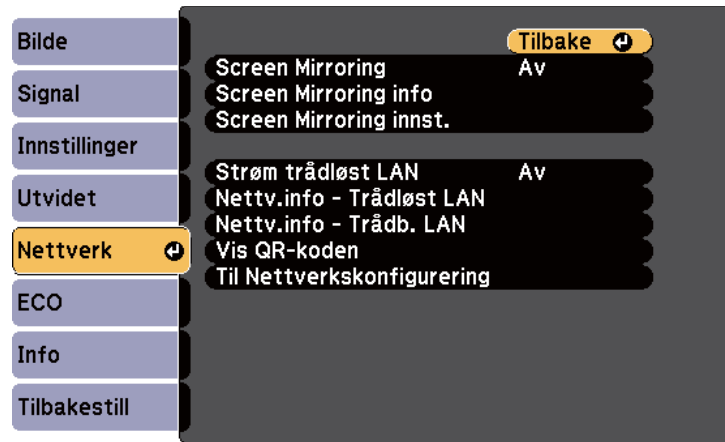 Bilde
Signal
Innstillinger
Utvidet
Nettverk
ECO
Info
Tilbakestill
Tilbake
Screen Mirroring Av
Screen Mirroring info
Screen Mirroring innst.
Strøm trådløst LAN Av
Nettv.info - Trådløst LAN
Nettv.info - Trådb. LAN
Vis QR-koden
Til Nettverkskonfigurering